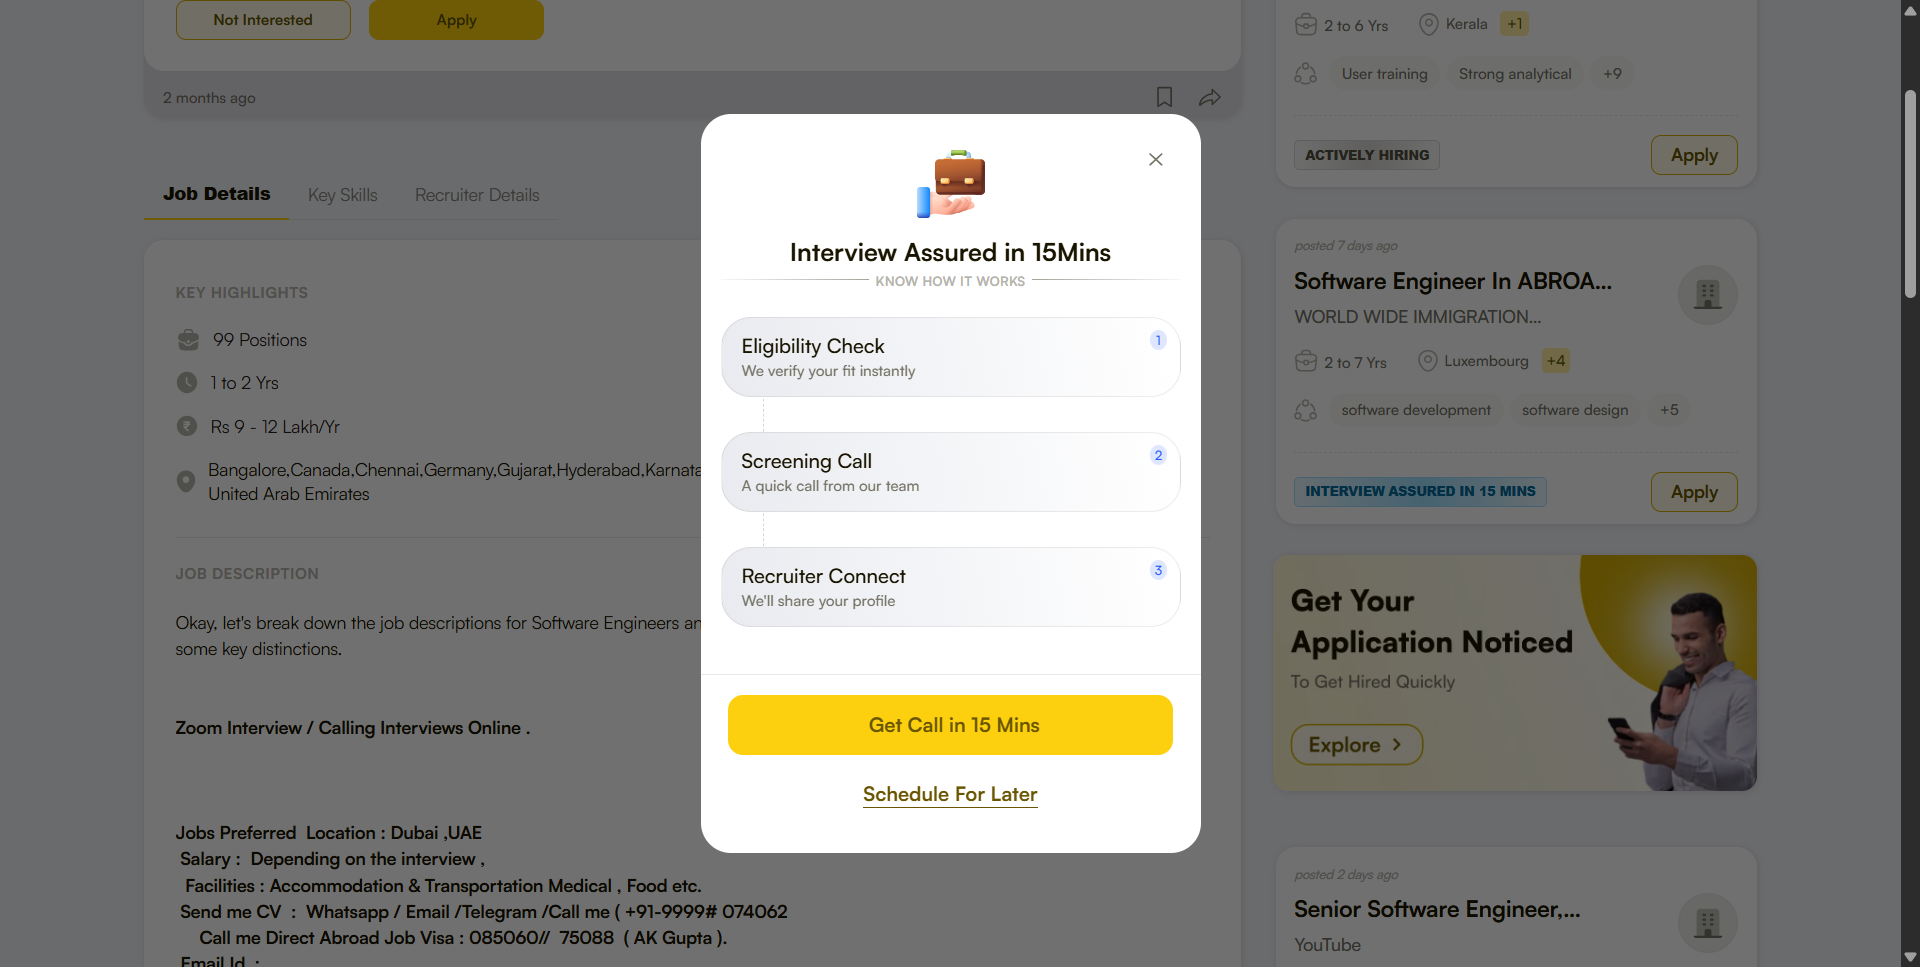 Not Interested
Apply
2 months ago
Job Details
Key Skills
Recruiter Details
KEY HIGHLIGHTS
99 Positions
1 to 2 Yrs
Rs 9 - 12 Lakh/Yr
Bangalore,Canada,Chennai,Germany,Gujarat,Hyderabad,Karnata
United Arab Emirates
JOB DESCRIPTION
Okay, let's break down the job descriptions for Software Engineers an
some key distinctions.
Zoom Interview / Calling Interviews Online .
Jobs Preferred Location : Dubai ,UAE
Salary : Depending on the interview ,
Facilities : Accommodation & Transportation Medical , Food etc.
Send me CV : Whatsapp / Email /Telegram /Call me ( +91-9999# 074062
Call me Direct Abroad Job Visa : 085060// 75088 ( AK Gupta ).
Email Id. :
Interview Assured in 15Mins
KNOW HOW IT WORKS
Eligibility Check
1
We verify your fit instantly
Screening Call
2
A quick call from our team
Recruiter Connect
3
We'll share your profile
Get Call in 15 Mins
Schedule For Later
2 to 6 Yrs
Kerala
+1
User training
Strong analytical
+9
ACTIVELY HIRING
Apply
posted 7 days ago
Software Engineer In ABROA...
WORLD WIDE IMMIGRATION...
2 to 7 Yrs
Luxembourg
+4
software development
software design
+5
INTERVIEW ASSURED IN 15 MINS
Apply
Get Your
Application Noticed
To Get Hired Quickly
Explore
posted 2 days ago
Senior Software Engineer,...
YouTube